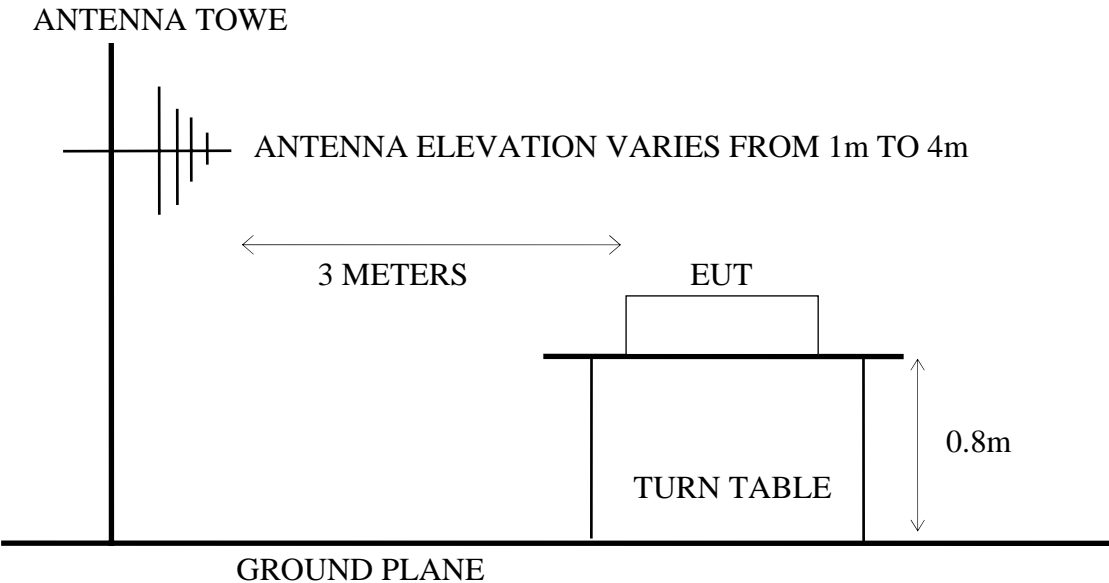 ANTENNA TOWE
ANTENNA ELEVATION VARIES FROM 1m TO 4m
3 METERS
EUT
0.8m
TURN TABLE
GROUND PLANE